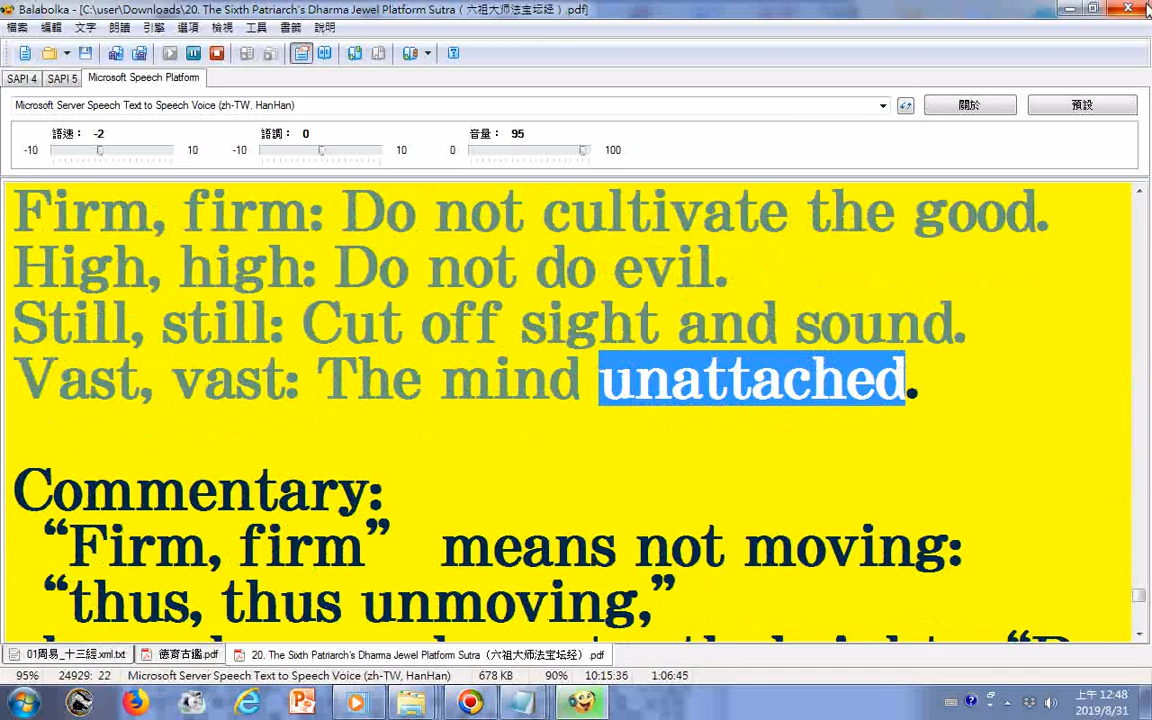 Balabolka - [C:\user\Downloads\20. The Sixth Patriarch's Dharma Jewel Platform Sutra（六祖大师法宝坛经）.pdf]
檔案 編輯 文字 朗讀 引擎 選項 檢視 工具 書籤 說明
SAPI 4 SAPI 5 Microsoft Speech Platform
Microsoft Server Speech Text to Speech Voice (zh-TW, HanHan) 關於 預設
語速： -2 語調： 0 音量： 95
-10 10 -10 10 0 100
Firm, firm: Do not cultivate the good.
High, high: Do not do evil.
Still, still: Cut off sight and sound.
Vast, vast: The mind unattached.
Commentary:
“Firm, firm” means not moving:
“thus, thus unmoving,”
01周易_十三經.xml.txt 德育古鑑.pdf 20. The Sixth Patriarch's Dharma Jewel Platform Sutra（六祖大师法宝坛经）.pdf
95% 24929: 22 Microsoft Server Speech Text to Speech Voice (zh-TW, HanHan) 678 KB 90% 10:15:36 1:06:45
上午 12:48
2019/8/31